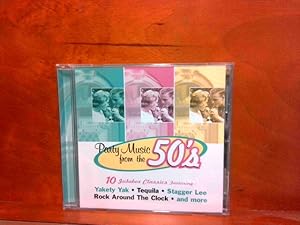 Party Music
from the 50's
10 Jukebox Classics featuring
Yakety Yak • Tequila • Stagger Lee
Rock Around The Clock • and more